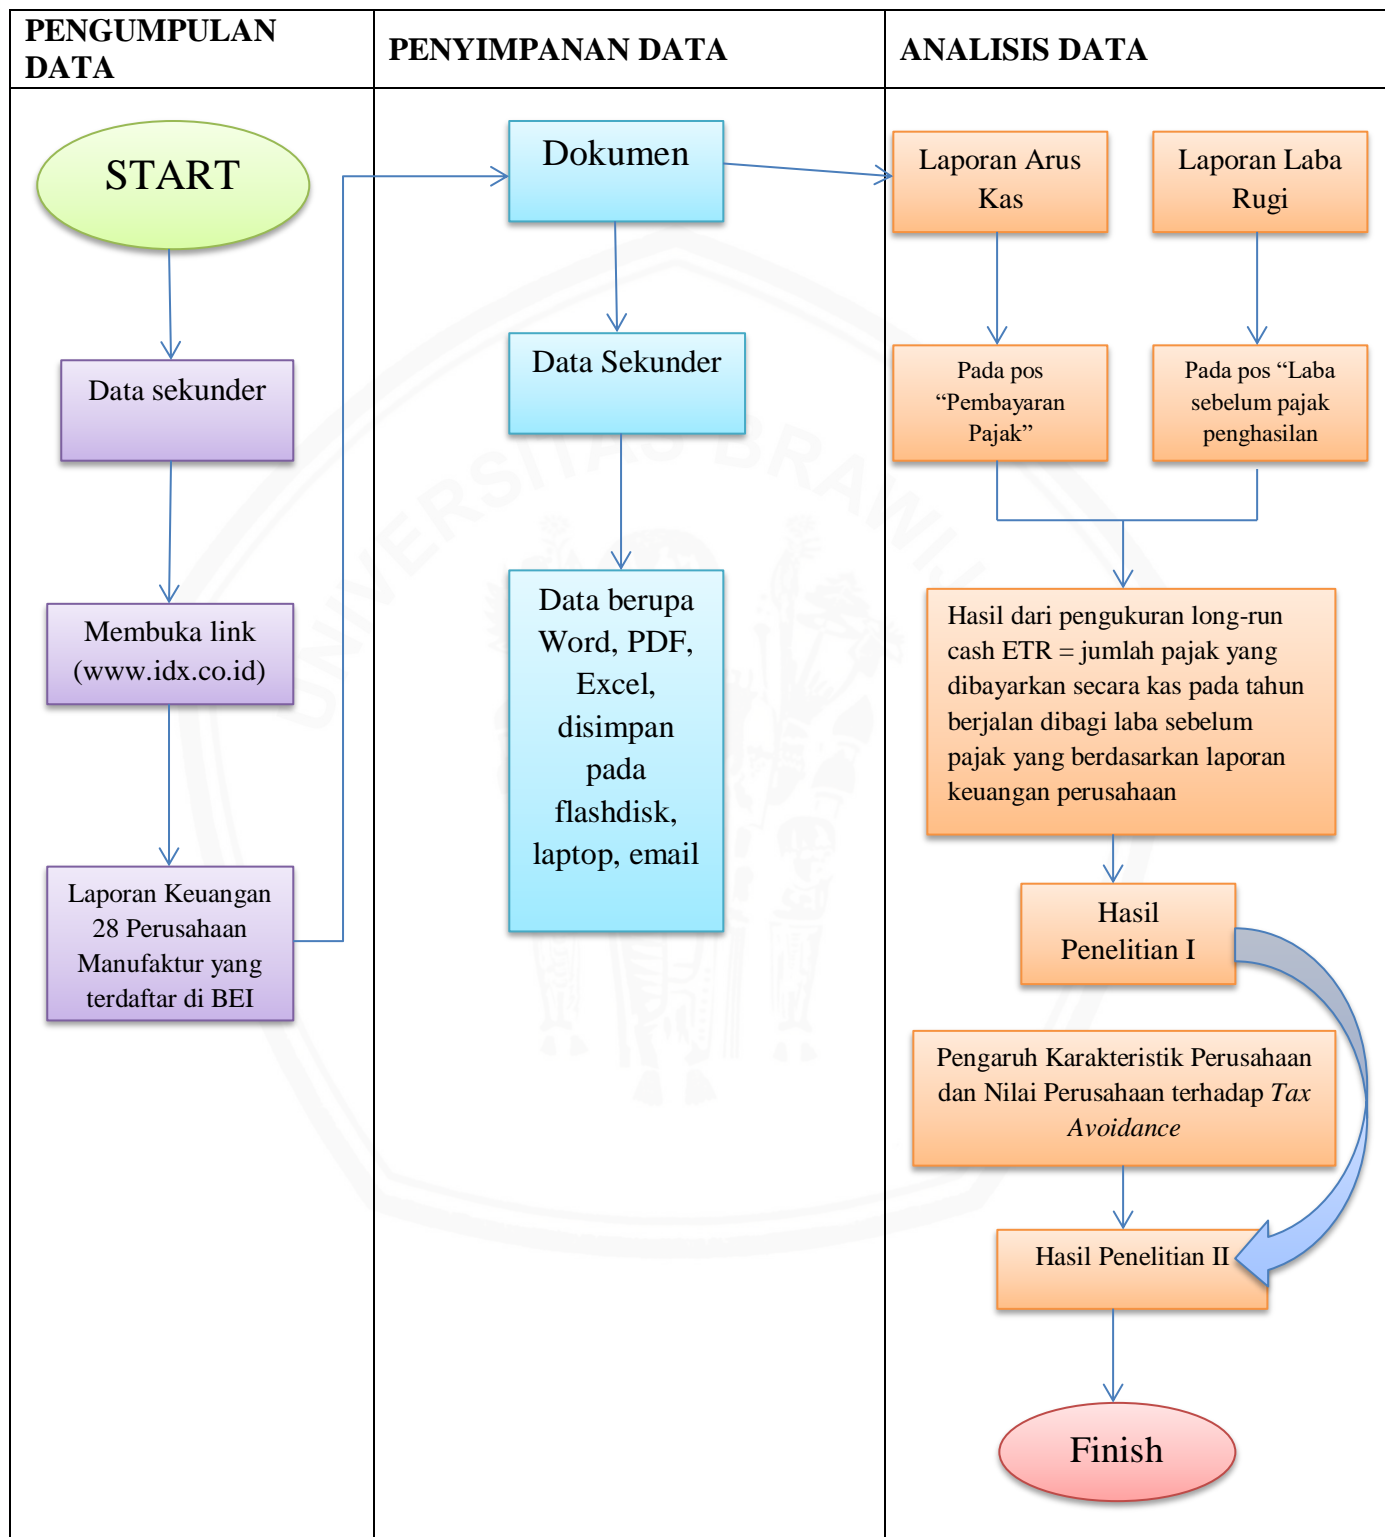 PENGUMPULAN
DATA
PENYIMPANAN DATA
ANALISIS DATA
START
Data sekunder
Membuka link
(www.idx.co.id)
Laporan Keuangan
28 Perusahaan
Manufaktur yang
terdaftar di BEI
Dokumen
Data Sekunder
Data berupa
Word, PDF,
Excel,
disimpan
pada
flashdisk,
laptop, email
Laporan Arus
Kas
Laporan Laba
Rugi
Pada pos
“Pembayaran
Pajak”
Pada pos “Laba
sebelum pajak
penghasilan
Hasil dari pengukuran long-run
cash ETR = jumlah pajak yang
dibayarkan secara kas pada tahun
berjalan dibagi laba sebelum
pajak yang berdasarkan laporan
keuangan perusahaan
Hasil
Penelitian I
Pengaruh Karakteristik Perusahaan
dan Nilai Perusahaan terhadap Tax
Avoidance
Hasil Penelitian II
Finish
UNIVERSITAS BRAWIJ